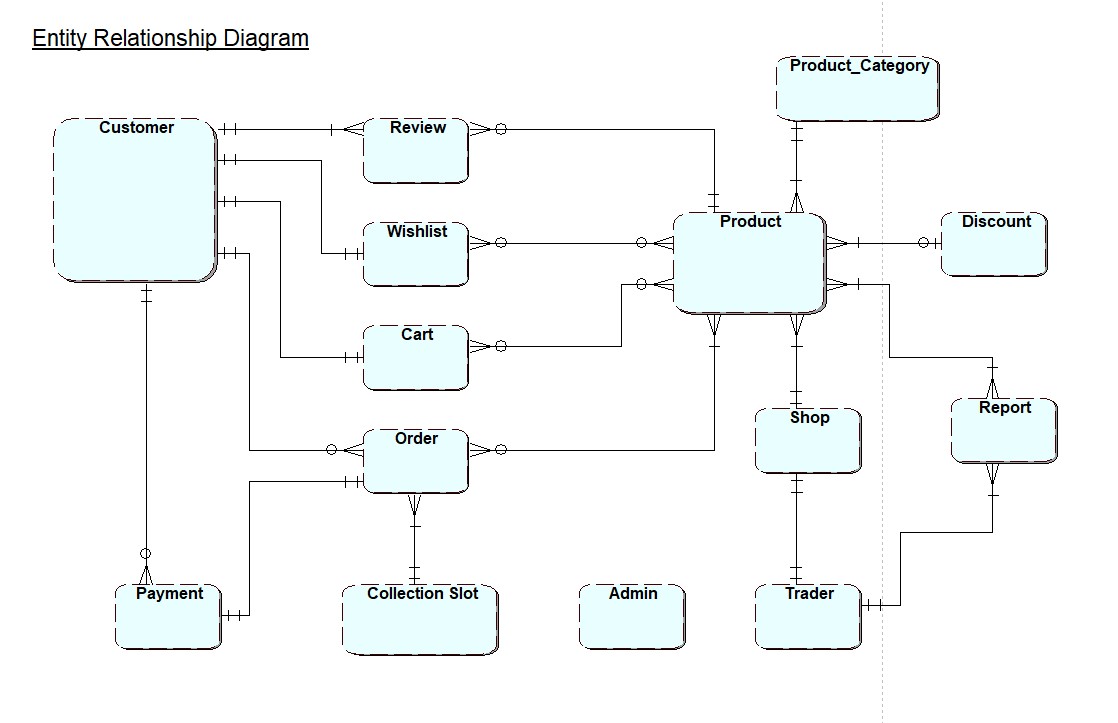 Entity Relationship Diagram
Product_Category
Customer
Review
Product
Discount
Wishlist
Cart
Report
Shop
Order
Payment
Collection Slot
Admin
Trader